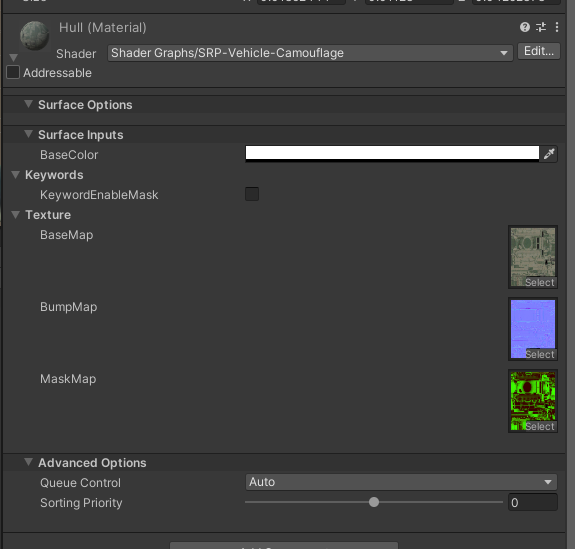 Hull (Material)
Shader Shader Graphs/SRP-Vehicle-Camouflage Edit...
Addressable
Surface Options
Surface Inputs
BaseColor
Keywords
KeywordEnableMask
Texture
BaseMap
Select
BumpMap
Select
MaskMap
Select
Advanced Options
Queue Control Auto
Sorting Priority 0